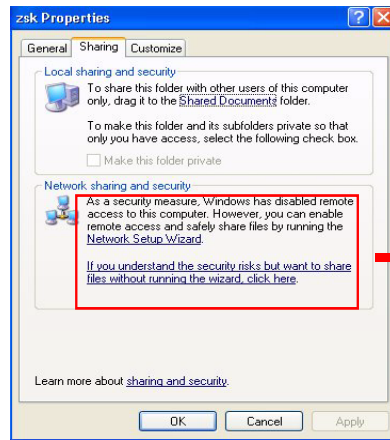 zsk Properties
General Sharing Customize
Local sharing and security
To share this folder with other users of this computer
only, drag it to the Shared Documents folder.
To make this folder and its subfolders private so that
only you have access, select the following check box.
Make this folder private
Network sharing and security
As a security measure, Windows has disabled remote
access to this computer. However, you can enable
remote access and safely share files by running the
Network Setup Wizard.
If you understand the security risks but want to share
files without running the wizard, click here.
Learn more about sharing and security.
OK Cancel Apply